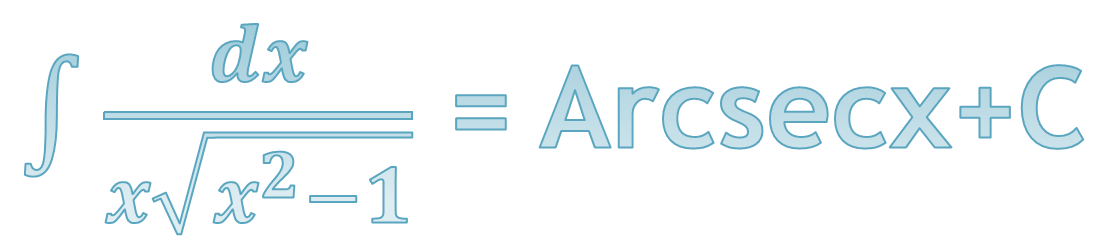 ∫ dx / x√x²−1 = Arcsecx+C